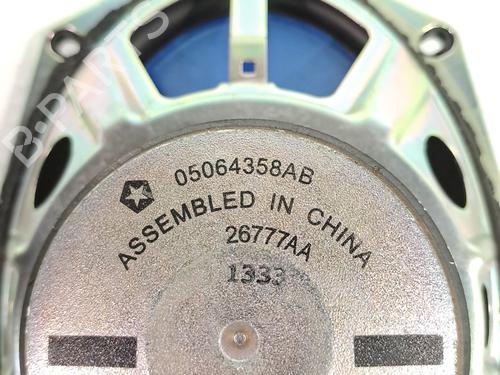 B-PARTS
05064358AB
ASSEMBLED IN CHINA
26777AA
1333